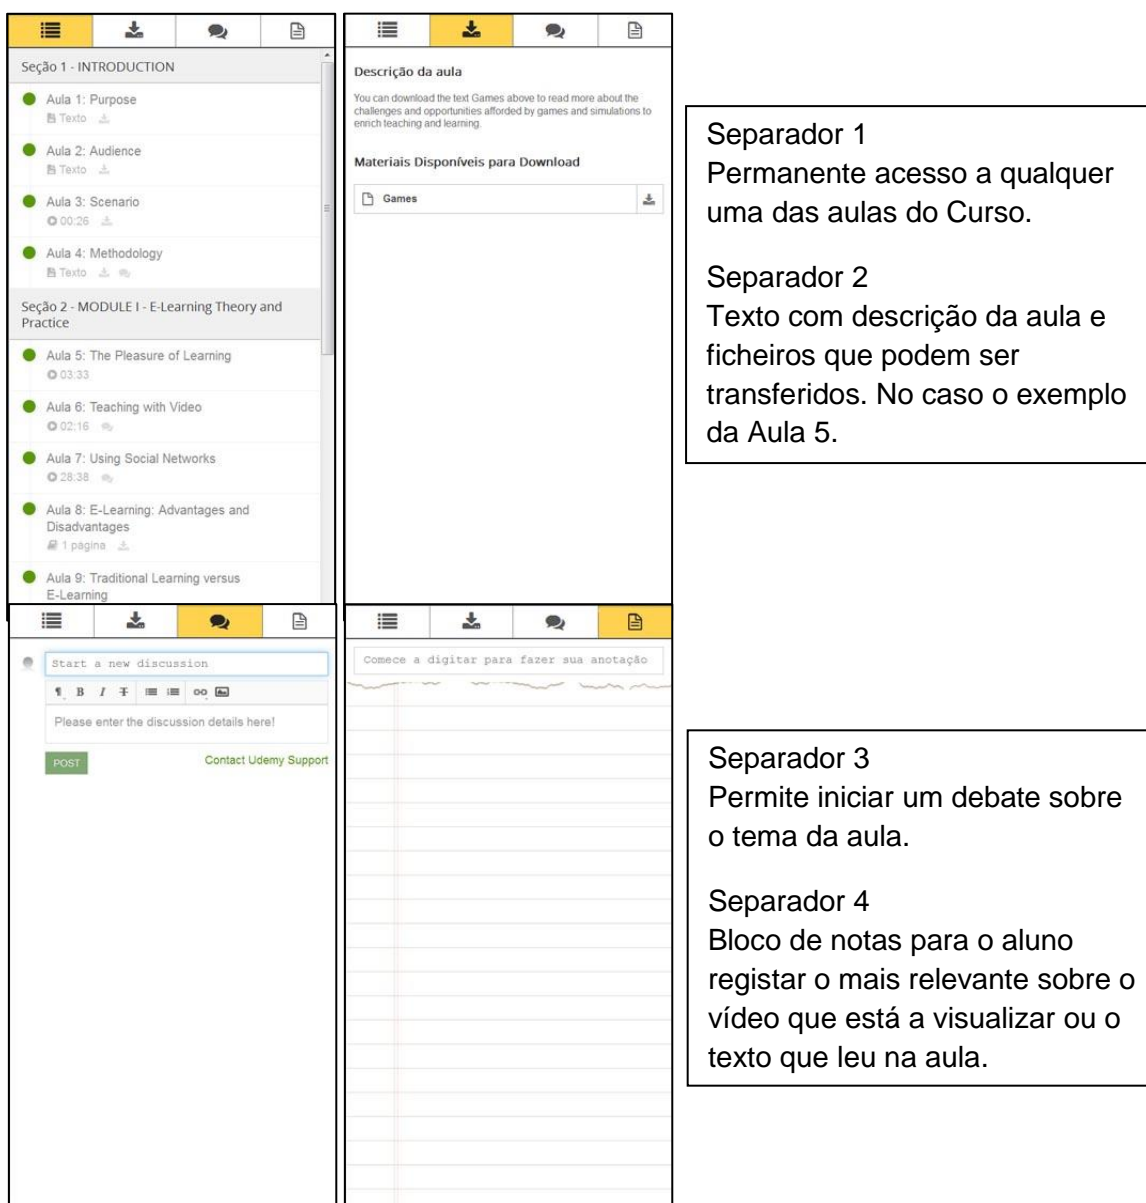 Seção 1 - INTRODUCTION
Aula 1: Purpose
Texto
Aula 2: Audience
Texto
Aula 3: Scenario
00:26
Aula 4: Methodology
Texto
Seção 2 - MODULE I - E-Learning Theory and
Practice
Aula 5: The Pleasure of Learning
03:33
Aula 6: Teaching with Video
02:16
Aula 7: Using Social Networks
28:38
Aula 8: E-Learning: Advantages and
Disadvantages
1 página
Aula 9: Traditional Learning versus
E-Learning
Descrição da aula
You can download the text Games above to read more about the
challenges and opportunities afforded by games and simulations to
enrich teaching and learning.
Materiais Disponíveis para Download
Games
Separador 1
Permanente acesso a qualquer
uma das aulas do Curso.
Separador 2
Texto com descrição da aula e
ficheiros que podem ser
transferidos. No caso o exemplo
da Aula 5.
Start a new discussion
¶ B I T
Please enter the discussion details here!
POST
Contact Udemy Support
Comece a digitar para fazer sua anotação
Separador 3
Permite iniciar um debate sobre
o tema da aula.
Separador 4
Bloco de notas para o aluno
registar o mais relevante sobre o
vídeo que está a visualizar ou o
texto que leu na aula.